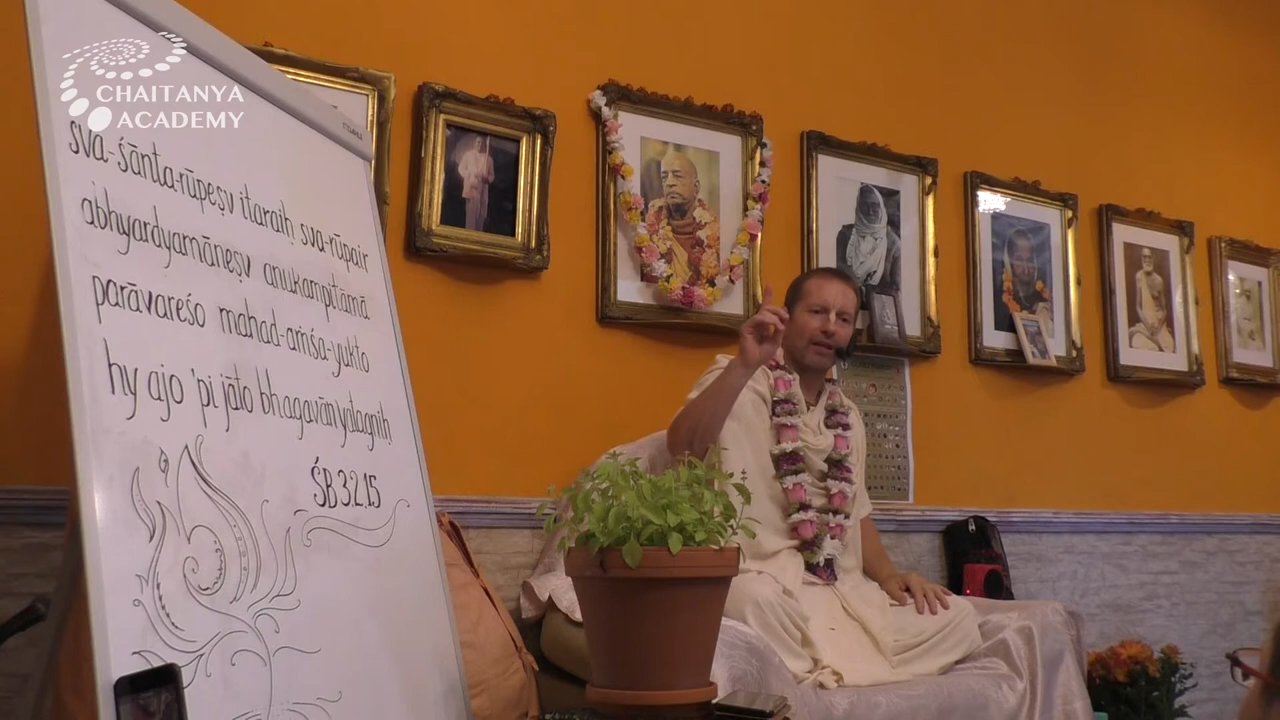 CHAITANYA
ACADEMY
sva-śānta-rūpeṣv itaraiḥ sva-rūpair
abhyardyamāneṣv anukampitātmā
parāvareśo mahad-aṁśa-yukto
hy ajo 'pi jāto bhagavān yathāgniḥ
ŚB 3.2.15